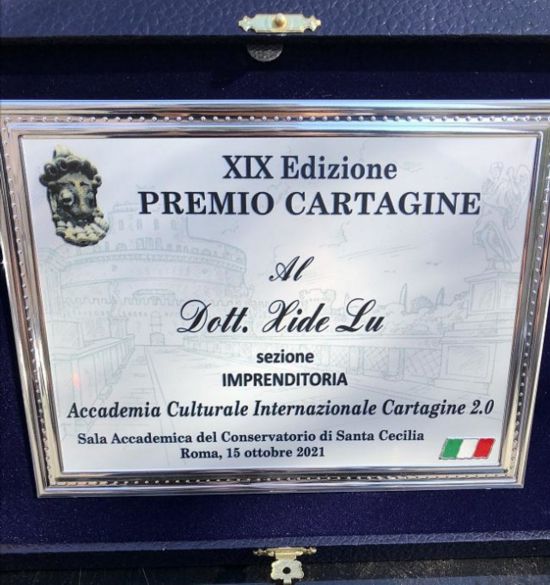 XIX Edizione
PREMIO CARTAGINE
Al
Dott. Xide Lu
sezione
IMPRENDITORIA
Accademia Culturale Internazionale Cartagine 2.0
Sala Accademica del Conservatorio di Santa Cecilia
Roma, 15 ottobre 2021